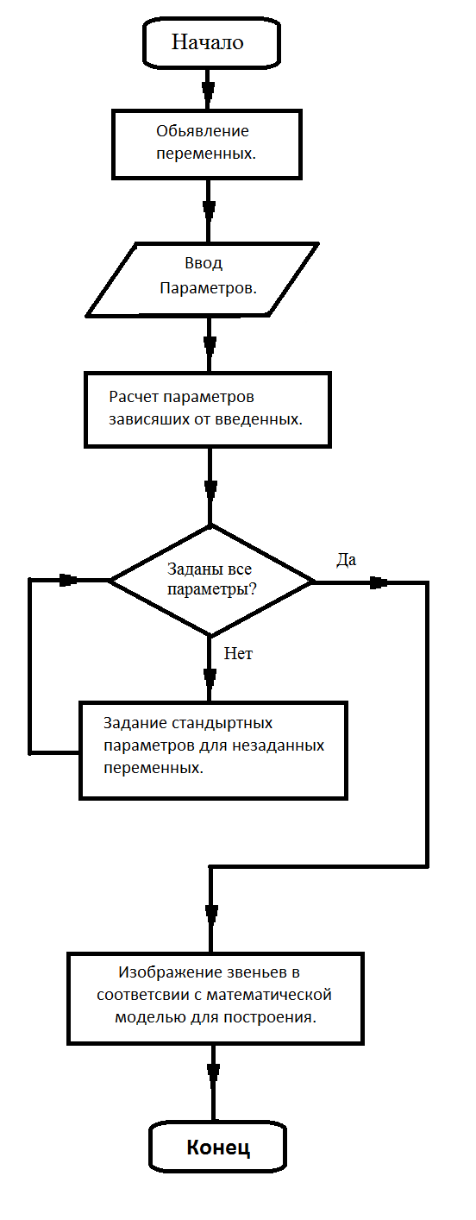 Начало
Обьявление
переменных.
Ввод
Параметров.
Расчет параметров
зависяших от введенных.
Заданы все
параметры?
Да
Нет
Задание стандыртных
параметров для незаданных
переменных.
Изображение звеньев в
соответсвии с математической
моделью для построения.
Конец